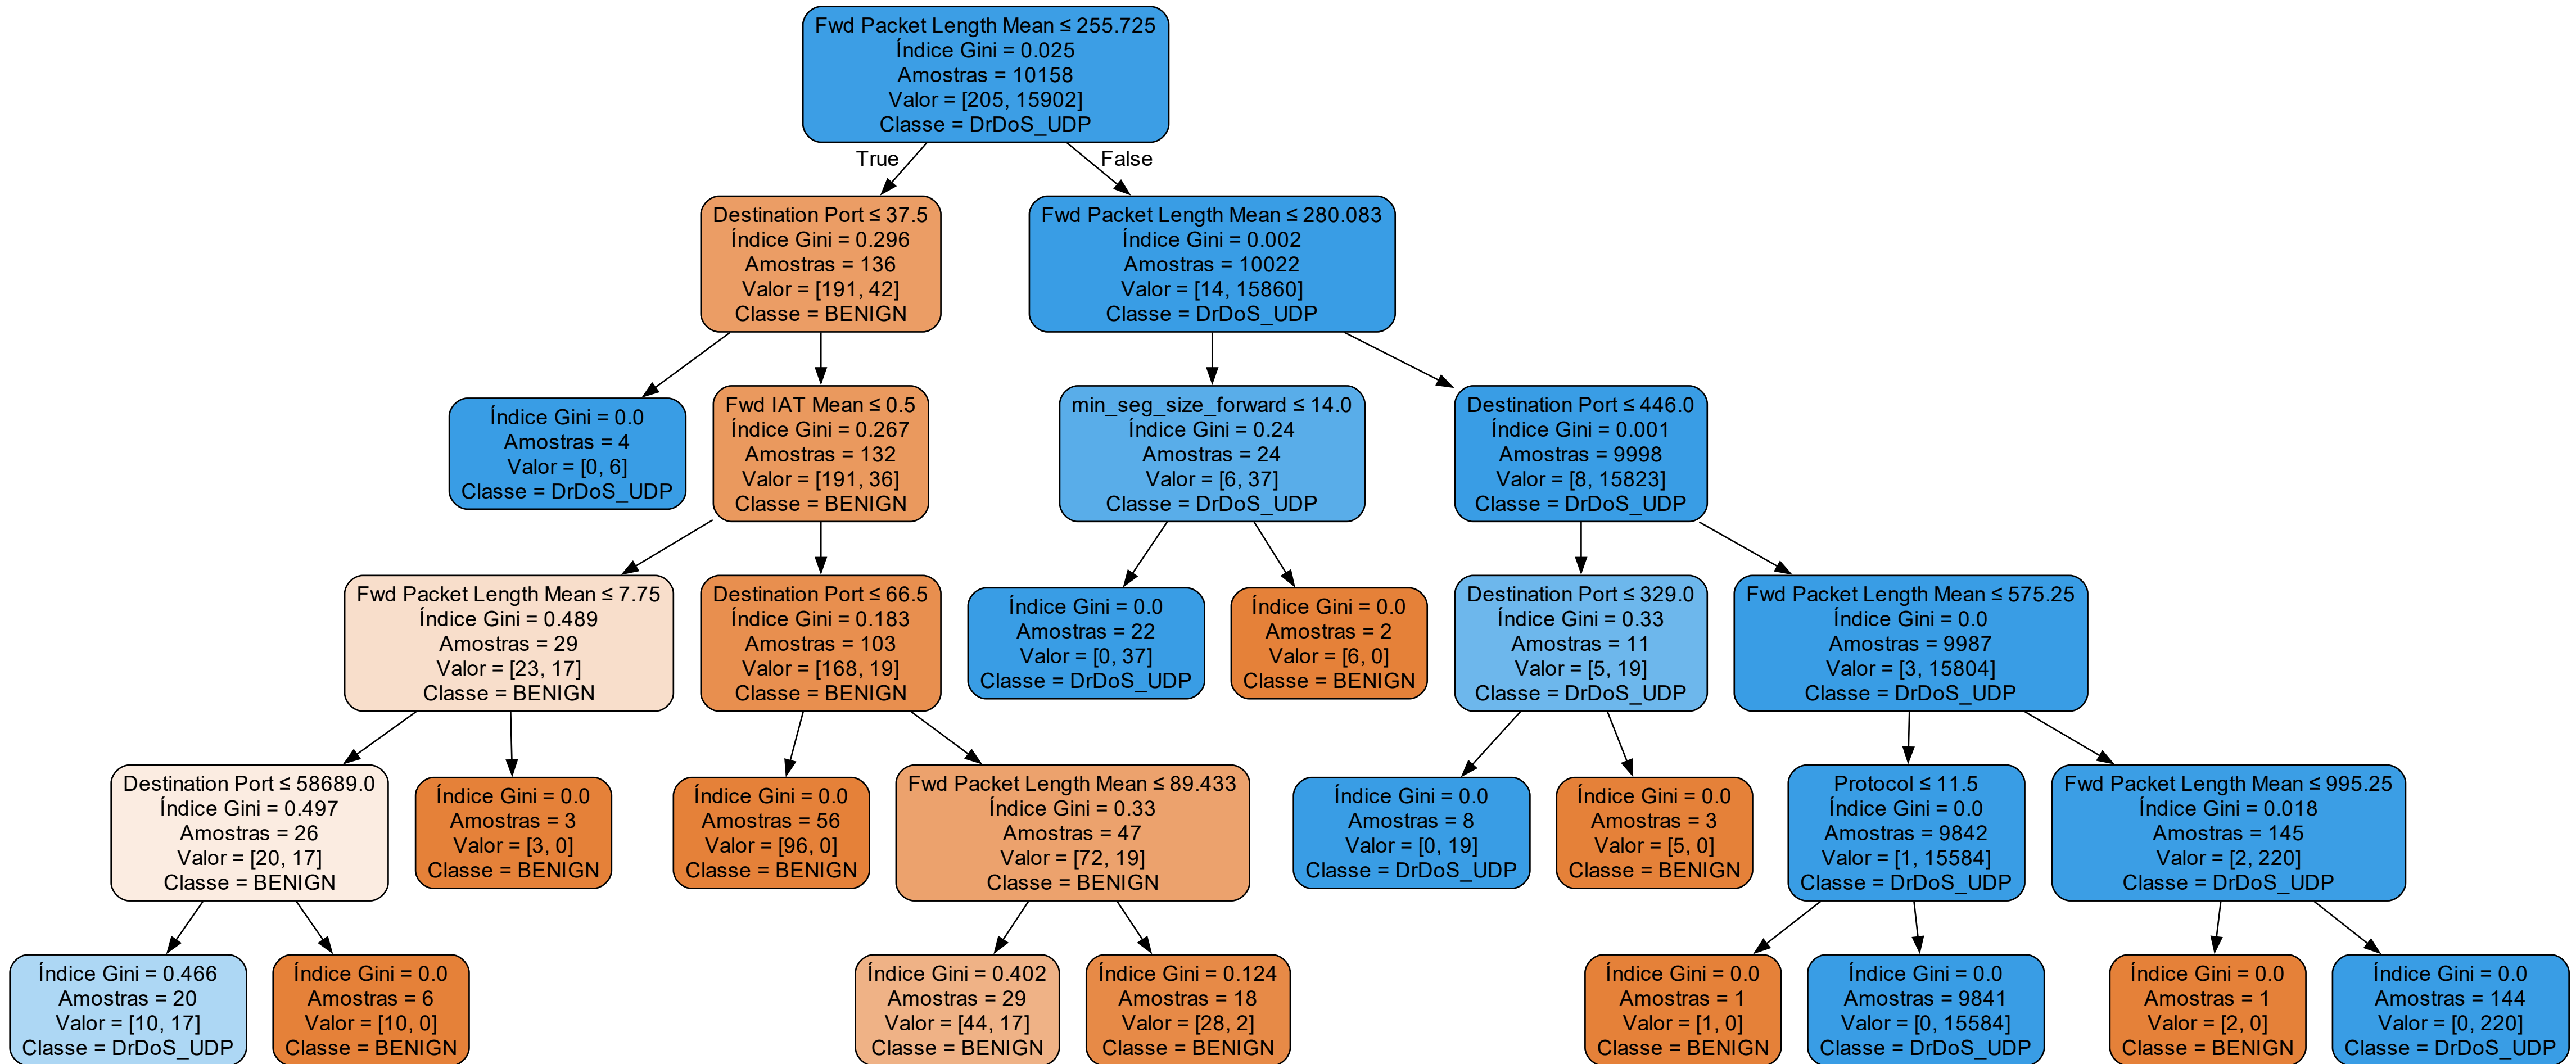 Fwd Packet Length Mean ≤ 255.725
Índice Gini = 0.025
Amostras = 10158
Valor = [205, 15902]
Classe = DrDoS_UDP
True
False
Destination Port ≤ 37.5
Índice Gini = 0.296
Amostras = 136
Valor = [191, 42]
Classe = BENIGN
Fwd Packet Length Mean ≤ 280.083
Índice Gini = 0.002
Amostras = 10022
Valor = [14, 15860]
Classe = DrDoS_UDP
Índice Gini = 0.0
Amostras = 4
Valor = [0, 6]
Classe = DrDoS_UDP
Fwd IAT Mean ≤ 0.5
Índice Gini = 0.267
Amostras = 132
Valor = [191, 36]
Classe = BENIGN
min_seg_size_forward ≤ 14.0
Índice Gini = 0.24
Amostras = 24
Valor = [6, 37]
Classe = DrDoS_UDP
Destination Port ≤ 446.0
Índice Gini = 0.001
Amostras = 9998
Valor = [8, 15823]
Classe = DrDoS_UDP
Fwd Packet Length Mean ≤ 7.75
Índice Gini = 0.489
Amostras = 29
Valor = [23, 17]
Classe = BENIGN
Destination Port ≤ 66.5
Índice Gini = 0.183
Amostras = 103
Valor = [168, 19]
Classe = BENIGN
Índice Gini = 0.0
Amostras = 22
Valor = [0, 37]
Classe = DrDoS_UDP
Índice Gini = 0.0
Amostras = 2
Valor = [6, 0]
Classe = BENIGN
Destination Port ≤ 329.0
Índice Gini = 0.33
Amostras = 11
Valor = [5, 19]
Classe = DrDoS_UDP
Fwd Packet Length Mean ≤ 575.25
Índice Gini = 0.0
Amostras = 9987
Valor = [3, 15804]
Classe = DrDoS_UDP
Destination Port ≤ 58689.0
Índice Gini = 0.497
Amostras = 26
Valor = [20, 17]
Classe = BENIGN
Índice Gini = 0.0
Amostras = 3
Valor = [3, 0]
Classe = BENIGN
Índice Gini = 0.0
Amostras = 56
Valor = [96, 0]
Classe = BENIGN
Fwd Packet Length Mean ≤ 89.433
Índice Gini = 0.33
Amostras = 47
Valor = [72, 19]
Classe = BENIGN
Índice Gini = 0.0
Amostras = 8
Valor = [0, 19]
Classe = DrDoS_UDP
Índice Gini = 0.0
Amostras = 3
Valor = [5, 0]
Classe = BENIGN
Protocol ≤ 11.5
Índice Gini = 0.0
Amostras = 9842
Valor = [1, 15584]
Classe = DrDoS_UDP
Fwd Packet Length Mean ≤ 995.25
Índice Gini = 0.018
Amostras = 145
Valor = [2, 220]
Classe = DrDoS_UDP
Índice Gini = 0.466
Amostras = 20
Valor = [10, 17]
Classe = DrDoS_UDP
Índice Gini = 0.0
Amostras = 6
Valor = [10, 0]
Classe = BENIGN
Índice Gini = 0.402
Amostras = 29
Valor = [44, 17]
Classe = BENIGN
Índice Gini = 0.124
Amostras = 18
Valor = [28, 2]
Classe = BENIGN
Índice Gini = 0.0
Amostras = 1
Valor = [1, 0]
Classe = BENIGN
Índice Gini = 0.0
Amostras = 9841
Valor = [0, 15584]
Classe = DrDoS_UDP
Índice Gini = 0.0
Amostras = 1
Valor = [2, 0]
Classe = BENIGN
Índice Gini = 0.0
Amostras = 144
Valor = [0, 220]
Classe = DrDoS_UDP